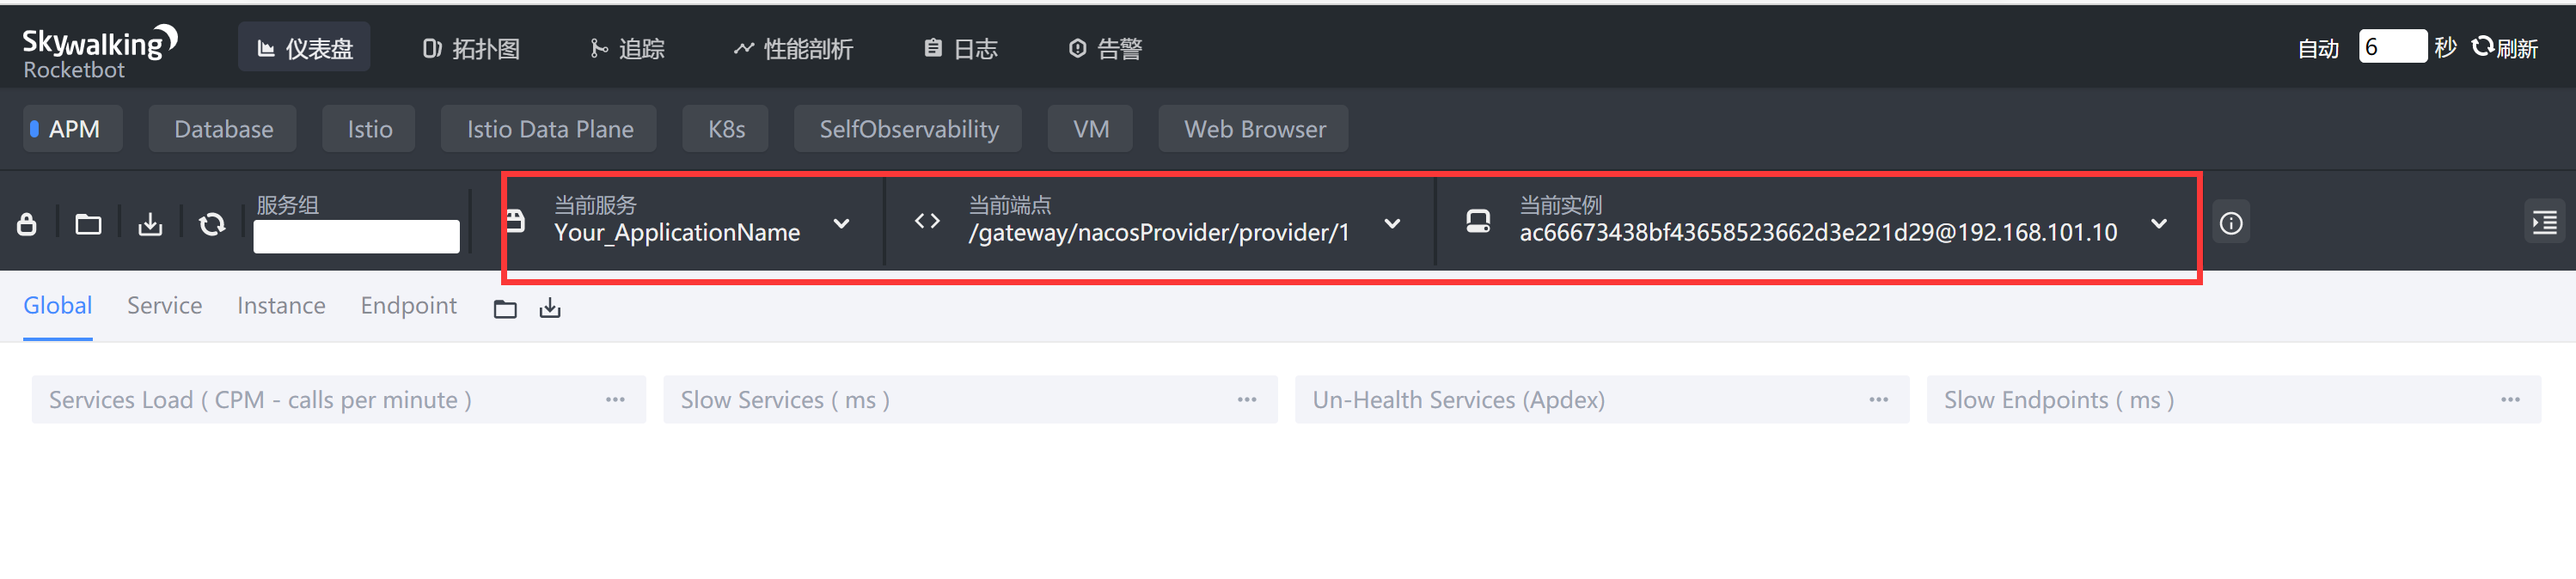 Skywalking
Rocketbot
仪表盘
拓扑图
追踪
性能剖析
日志
告警
自动 6 秒 刷新
APM
Database
Istio
Istio Data Plane
K8s
SelfObservability
VM
Web Browser
服务组
当前服务
Your_ApplicationName
当前端点
/gateway/nacosProvider/provider/1
当前实例
ac66673438bf43658523662d3e221d29@192.168.101.10
Global
Service
Instance
Endpoint
Services Load ( CPM - calls per minute )
Slow Services ( ms )
Un-Health Services (Apdex)
Slow Endpoints ( ms )